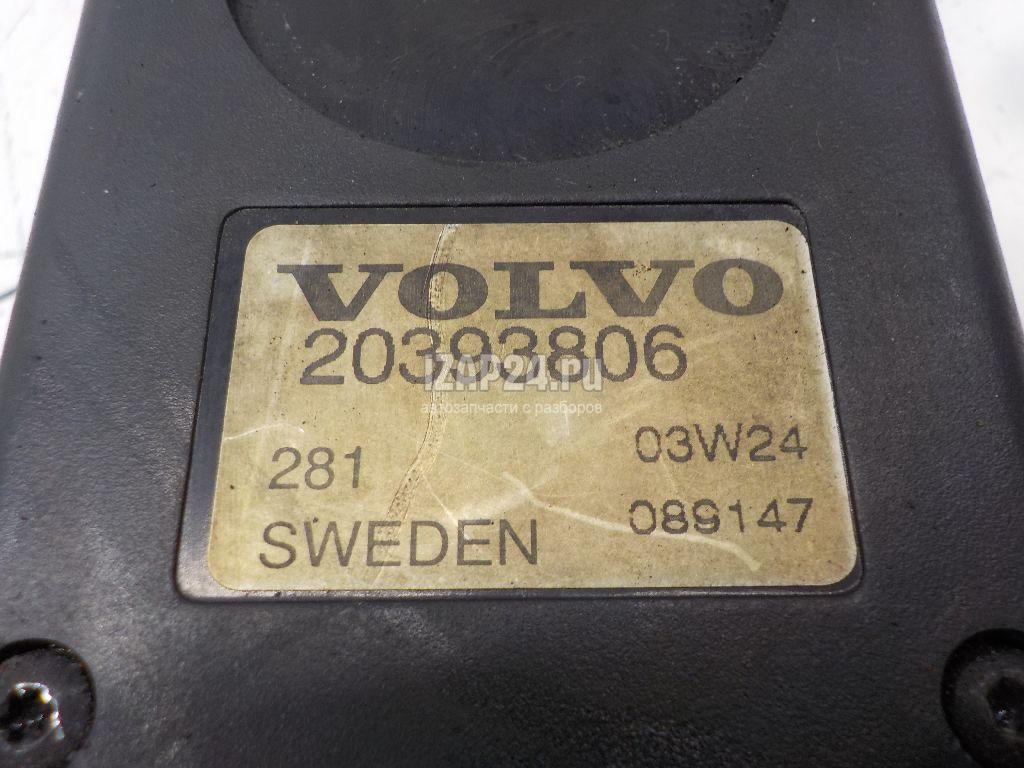 VOLVO
20393806
IZAP24.ru
автозапчасти с разборов
281
03W24
SWEDEN
089147